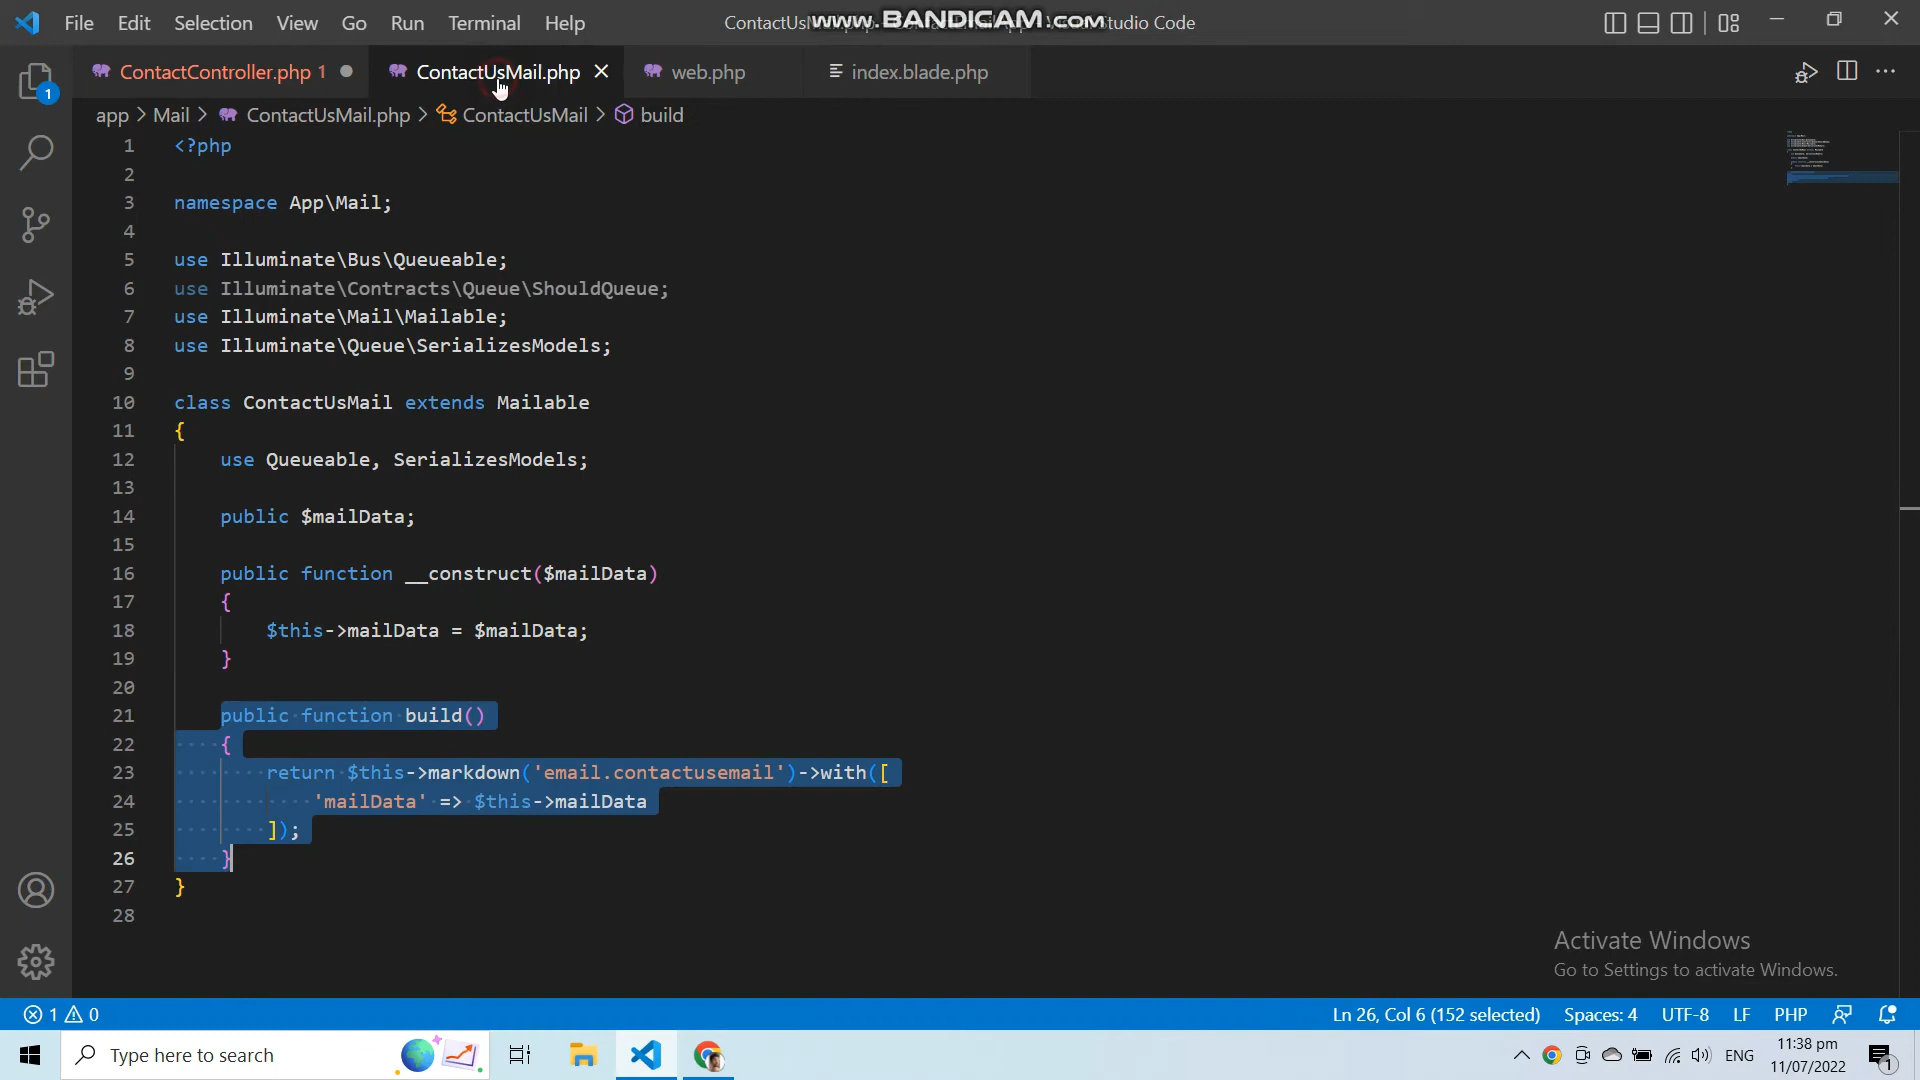 File Edit Selection View Go Run Terminal Help
www.BANDICAM.com
Studio Code
ContactController.php 1
ContactUsMail.php
web.php
index.blade.php
app > Mail > ContactUsMail.php > ContactUsMail > build
1 <?php
2
3 namespace App\Mail;
4
5 use Illuminate\Bus\Queueable;
6 use Illuminate\Contracts\Queue\ShouldQueue;
7 use Illuminate\Mail\Mailable;
8 use Illuminate\Queue\SerializesModels;
9
10 class ContactUsMail extends Mailable
11 {
12 use Queueable, SerializesModels;
13
14 public $mailData;
15
16 public function __construct($mailData)
17 {
18 $this->mailData = $mailData;
19 }
20
21 public function build()
22 {
23 return $this->markdown('email.contactusemail')->with([
24 'mailData' => $this->mailData
25 ]);
26 }
27 }
28
1
Activate Windows
Go to Settings to activate Windows.
1 0
Ln 26, Col 6 (152 selected) Spaces: 4 UTF-8 LF PHP
Type here to search
ENG
11:38 pm
11/07/2022
1